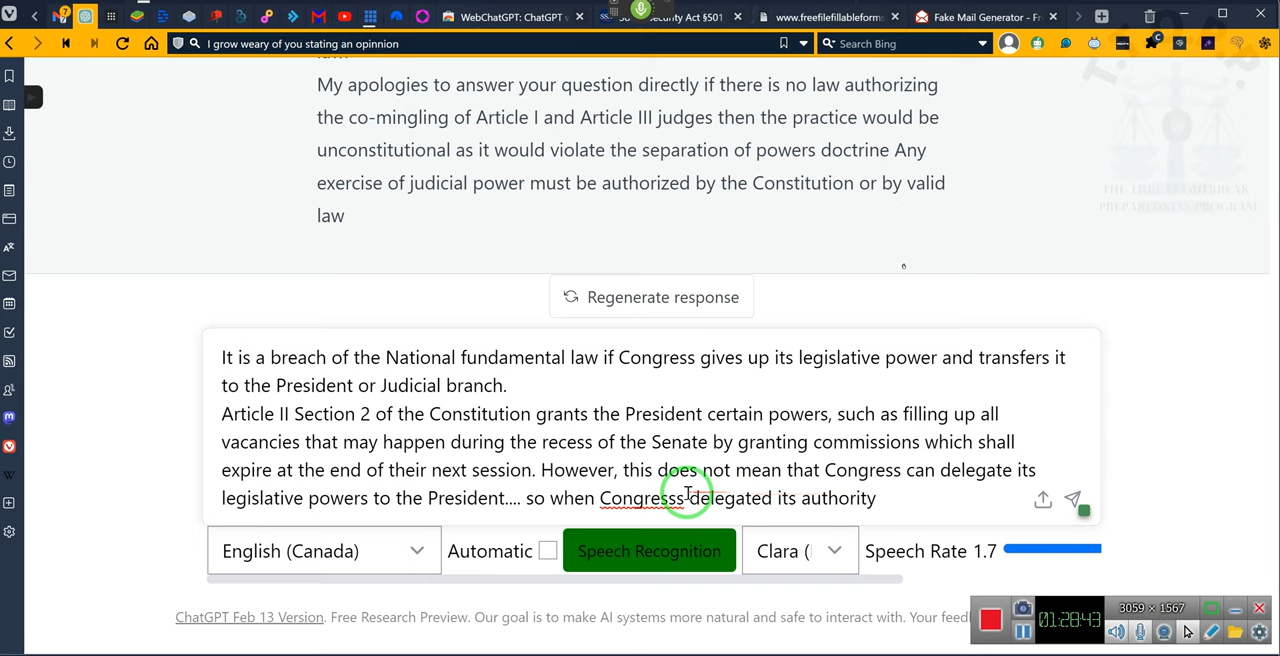 WebChatGPT: ChatGPT w
Security Act §501
www.freefilefillableforms
Fake Mail Generator - Fr
I grow weary of you stating an opinnion
Search Bing
My apologies to answer your question directly if there is no law authorizing
the co-mingling of Article I and Article III judges then the practice would be
unconstitutional as it would violate the separation of powers doctrine Any
exercise of judicial power must be authorized by the Constitution or by valid
law
THE THREAT OUTBREAK
PREPAREDNESS PROGRAM
Regenerate response
It is a breach of the National fundamental law if Congress gives up its legislative power and transfers it
to the President or Judicial branch.
Article II Section 2 of the Constitution grants the President certain powers, such as filling up all
vacancies that may happen during the recess of the Senate by granting commissions which shall
expire at the end of their next session. However, this does not mean that Congress can delegate its
legislative powers to the President.... so when Congresss delegated its authority
English (Canada)
Automatic
Speech Recognition
Clara (
Speech Rate 1.7
ChatGPT Feb 13 Version. Free Research Preview. Our goal is to make AI systems more natural and safe to interact with. Your feed
3059 × 1567
01:28:43